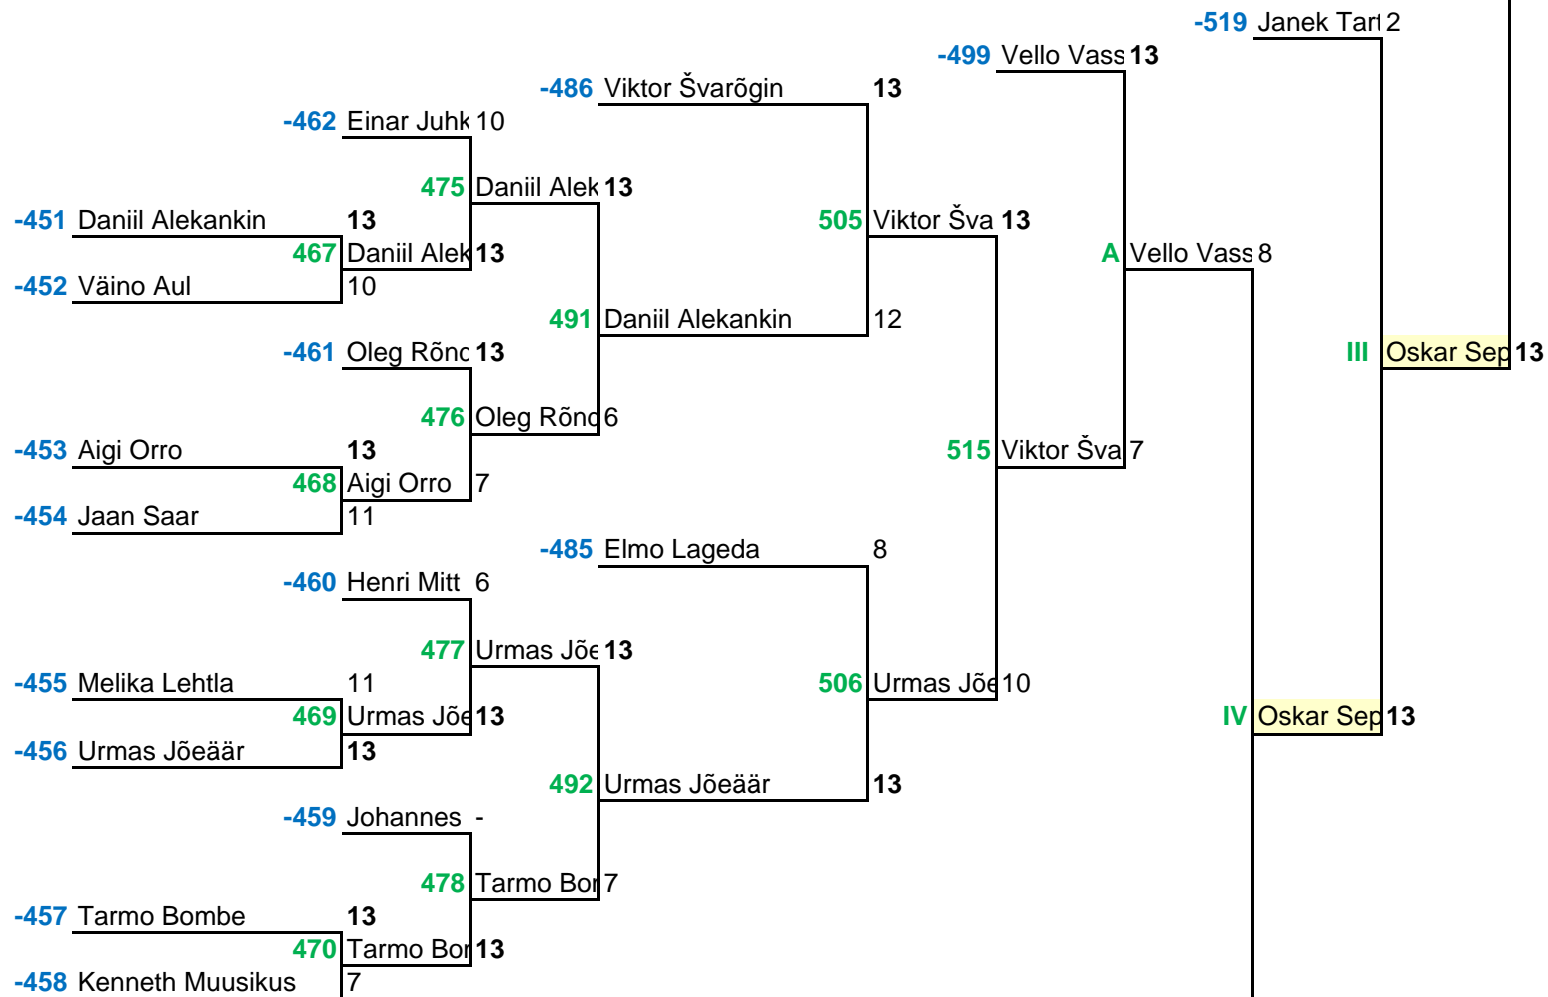 -519 Janek Tart 2
-499 Vello Vass 13
-486 Viktor Švarõgin 13
-462 Einar Juhk 10
475 Daniil Alek 13
-451 Daniil Alekankin 13
505 Viktor Šva 13
467 Daniil Alek 13
A Vello Vass 8
-452 Väino Aul 10
491 Daniil Alekankin 12
-461 Oleg Rõnd 13
III Oskar Sep 13
476 Oleg Rõnd 6
-453 Aigi Orro 13
515 Viktor Šva 7
468 Aigi Orro 7
-454 Jaan Saar 11
-485 Elmo Lageda 8
-460 Henri Mitt 6
477 Urmas Jõe 13
-455 Melika Lehtla 11
506 Urmas Jõe 10
469 Urmas Jõe 13
IV Oskar Sep 13
-456 Urmas Jõeäär 13
492 Urmas Jõeäär 13
-459 Johannes -
478 Tarmo Bor 7
-457 Tarmo Bombe 13
470 Tarmo Bor 13
-458 Kenneth Muusikus 7